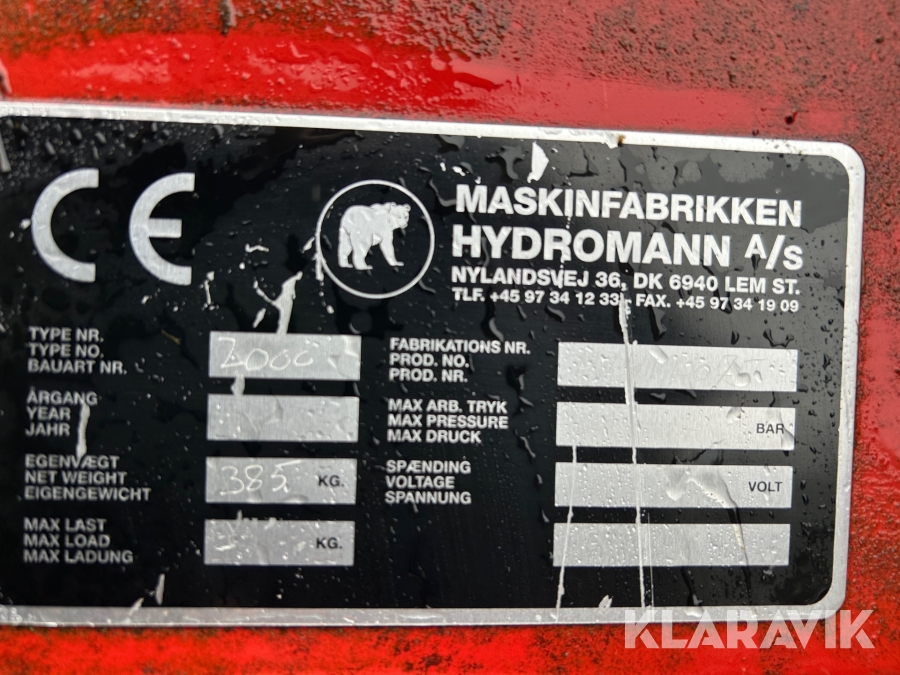 CE
MASKINFABRIKKEN
HYDROMANN A/S
NYLANDSVEJ 36, DK 6940 LEM ST.
TLF. +45 97 34 12 33 - FAX. +45 97 34 19 09
TYPE NR.
TYPE NO.
BAUART NR.
2000
FABRIKATIONS NR.
PROD. NO.
PROD. NR.
ÅRGANG
YEAR
JAHR
MAX ARB. TRYK
MAX PRESSURE
MAX DRUCK
BAR
EGENVÆGT
NET WEIGHT
EIGENGEWICHT
385 KG.
SPÆNDING
VOLTAGE
SPANNUNG
VOLT
MAX LAST
MAX LOAD
MAX LADUNG
KG.
KLARAVIK